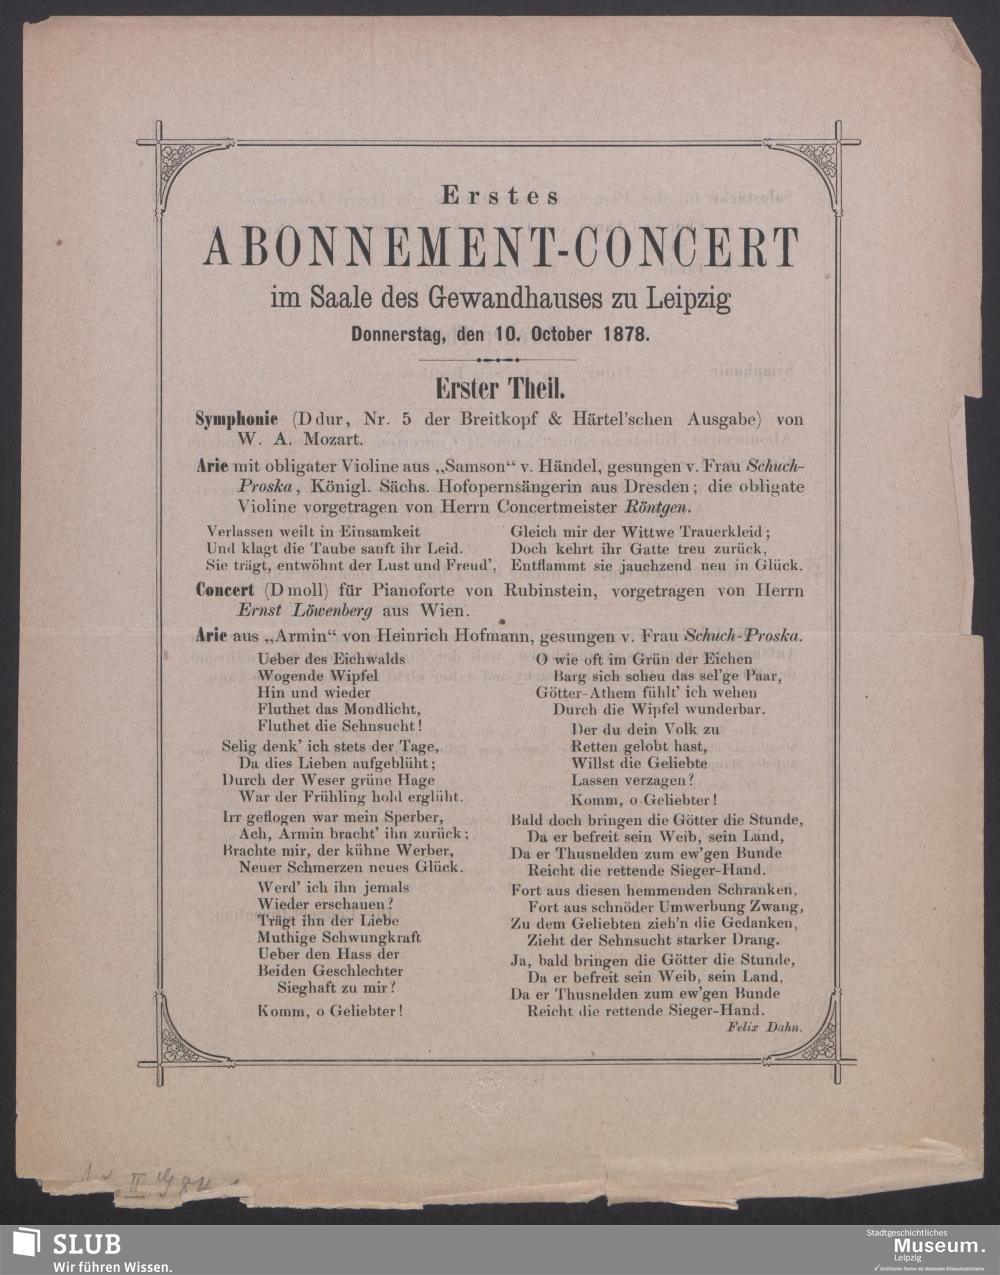 Erstes
ABONNEMENT-CONCERT
im Saale des Gewandhauses zu Leipzig
Donnerstag, den 10. October 1878.
Erster Theil.
Symphonie (D dur, Nr. 5 der Breitkopf & Härtel'schen Ausgabe) von
W. A. Mozart.
Arie mit obligater Violine aus „Samson“ v. Händel, gesungen v. Frau Schuch-
Proska, Königl. Sächs. Hofopernsängerin aus Dresden; die obligate
Violine vorgetragen von Herrn Concertmeister Röntgen.
Verlassen weilt in Einsamkeit
Und klagt die Taube sanft ihr Leid.
Sie trägt, entwöhnt der Lust und Freud',
Gleich mir der Wittwe Trauerkleid;
Doch kehrt ihr Gatte treu zurück,
Entflammt sie jauchzend neu in Glück.
Concert (D moll) für Pianoforte von Rubinstein, vorgetragen von Herrn
Ernst Löwenberg aus Wien.
Arie aus „Armin“ von Heinrich Hofmann, gesungen v. Frau Schuch-Proska.
Ueber des Eichwalds
Wogende Wipfel
Hin und wieder
Fluthet das Mondlicht,
Fluthet die Sehnsucht!
Selig denk' ich stets der Tage,
Da dies Lieben aufgeblüht;
Durch der Weser grüne Hage
War der Frühling hold erglüht.
Irr geflogen war mein Sperber,
Ach, Armin bracht' ihn zurück;
Brachte mir, der kühne Werber,
Neuer Schmerzen neues Glück.
Werd' ich ihn jemals
Wieder erschauen?
Trägt ihn der Liebe
Muthige Schwungkraft
Ueber den Hass der
Beiden Geschlechter
Sieghaft zu mir?
Komm, o Geliebter!
O wie oft im Grün der Eichen
Barg sich scheu das sel'ge Paar,
Götter-Athem fühlt' ich wehen
Durch die Wipfel wunderbar.
Der du dein Volk zu
Retten gelobt hast,
Willst die Geliebte
Lassen verzagen?
Komm, o Geliebter!
Bald doch bringen die Götter die Stunde,
Da er befreit sein Weib, sein Land,
Da er Thusnelden zum ew'gen Bunde
Reicht die rettende Sieger-Hand.
Fort aus diesen hemmenden Schranken,
Fort aus schnöder Umwerbung Zwang,
Zu dem Geliebten zieh'n die Gedanken,
Zieht der Sehnsucht starker Drang.
Ja, bald bringen die Götter die Stunde,
Da er befreit sein Weib, sein Land,
Da er Thusnelden zum ew'gen Bunde
Reicht die rettende Sieger-Hand.
Felix Dahn.
II
SLUB
Wir führen Wissen.
Stadtgeschichtliches
Museum.
Leipzig
Zertifizierter Partner der Nationalen Klimaschutzinitiative